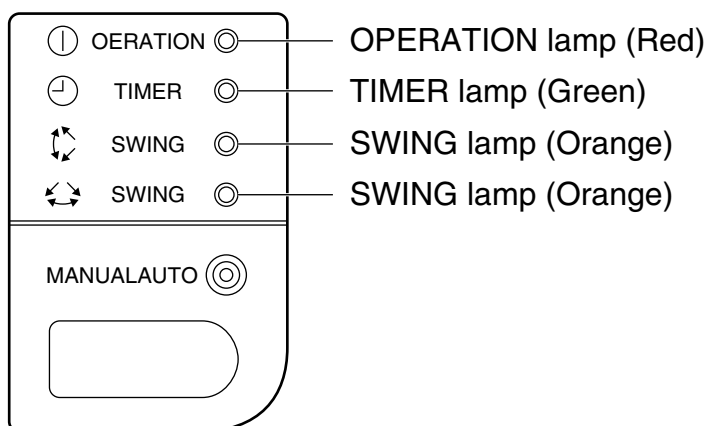 OERATION OPERATION lamp (Red)
TIMER TIMER lamp (Green)
SWING SWING lamp (Orange)
SWING SWING lamp (Orange)
MANUALAUTO